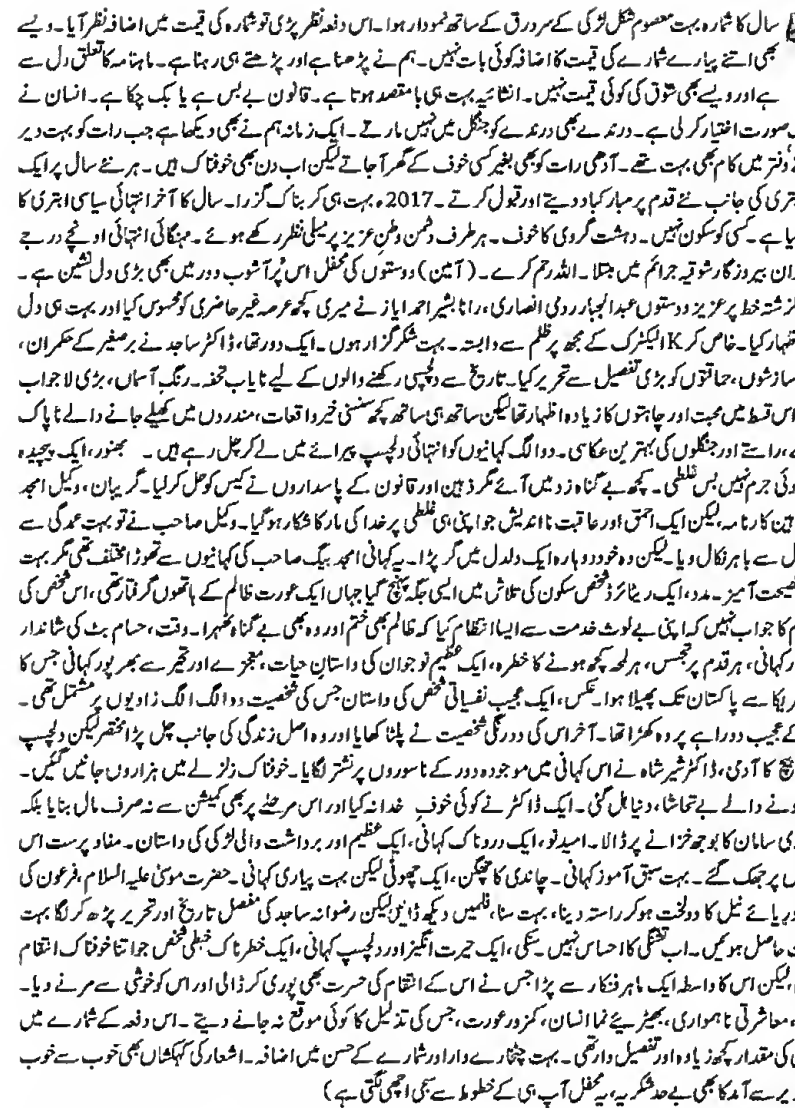 سال کا شمارہ بہت معصوم شکل لڑکی کے سرورق کے ساتھ نمودار ہوا۔ اس دفعہ نظر پڑی تو شمارہ کی قیمت میں اضافہ نظر آیا۔ ویسے
بھی اتنے پیارے شمارے کی قیمت کا اضافہ کوئی بات نہیں۔ ہم نے پڑھنا ہے اور پڑھتے ہی رہنا ہے۔ ماہنامہ کا تعلق دل سے
ہے اور ویسے بھی شوق کی کوئی قیمت نہیں۔ انشائیہ بہت ہی بامقصد ہوتا ہے۔ قانون بے بس ہے یا بک چکا ہے۔ انسان نے
صورت اختیار کر لی ہے۔ درندے بھی درندے کو جنگل میں نہیں مارتے۔ ایک زمانہ ہم نے بھی دیکھا ہے جب رات کو بہت دیر
دفتر میں کام بھی بہت تھے۔ آدھی رات کو بھی بغیر کسی خوف کے گھر آ جاتے لیکن اب دن بھی خوفناک ہیں۔ ہر نئے سال پر ایک
تری کی جانب نئے قدم پر مبارکباد دیتے اور قبول کرتے۔ 2017ء بہت ہی کربناک گزرا۔ سال کا آخر انتہائی سیاسی ابتری کا
یا ہے۔ کسی کو سکون نہیں۔ دہشت گردی کا خوف۔ ہر طرف دشمن وطن عزیز پر میلی نظر رکھے ہوئے۔ مہنگائی انتہائی اونچے درجے
ان بیروزگار شوقیہ جرائم میں مبتلا۔ اللہ رحم کرے۔ (آمین) دوستوں کی محفل اس پُرآشوب دور میں بھی بڑی دل نشین ہے۔
زشتہ خط پر عزیز دوستوں عبدالجبار رومی انصاری، رانا بشیر احمد ایاز نے میری کچھ عرصہ غیر حاضری کو محسوس کیا اور بہت ہی دل
ظہار کیا۔ خاص کر K الیکٹرک کے مجھ پر ظلم سے وابستہ۔ بہت شکر گزار ہوں۔ ایک دور تھا، ڈاکٹر ساجد نے برصغیر کے حکمران،
سازشوں، حماقتوں کو بڑی تفصیل سے تحریر کیا۔ تاریخ سے دلچسپی رکھنے والوں کے لیے نایاب تحفہ۔ رنگ آسماں، بڑی لاجواب
اس قسط میں محبت اور چاہتوں کا زیادہ اظہار تھا لیکن ساتھ ہی ساتھ کچھ سنسنی خیز واقعات، مندروں میں کھیلے جانے والے ناپاک
، راستے اور جنگلوں کی بہترین عکاسی۔ دو الگ کہانیوں کو انتہائی دلچسپ پیرائے میں لے کر چل رہے ہیں۔ بھنور، ایک پیچیدہ
وئی جرم نہیں بس غلطی۔ کچھ بے گناہ زد میں آئے مگر ذہین اور قانون کے پاسداروں نے کیس کو حل کر لیا۔ گریبان، وکیل امجد
ہین کارنامہ، لیکن ایک احمق اور عاقبت نااندیش جو اپنی ہی غلطی پر خدا کی مار کا شکار ہو گیا۔ وکیل صاحب نے تو بہت عمدگی سے
ل سے باہر نکال دیا۔ لیکن وہ خود دوبارہ ایک دلدل میں گر پڑا۔ یہ کہانی امجد بیگ صاحب کی کہانیوں سے تھوڑا مختلف تھی مگر بہت
صیحت آمیز۔ مدد، ایک ریٹائرڈ شخص سکون کی تلاش میں ایسی جگہ پہنچ گیا جہاں ایک عورت ظالم کے ہاتھوں گرفتار تھی، اس شخص کی
م کا جواب نہیں کہ اپنی بے لوث خدمت سے ایسا انتظام کیا کہ ظالم بھی ختم اور وہ بھی بے گناہ ٹھہرا۔ وقت، حسام بٹ کی شاندار
ر کہانی، ہر قدم پر تجسس، ہر لمحہ کچھ ہونے کا خطرہ، ایک عظیم نوجوان کی داستانِ حیات، معجزے اور تحیر سے بھرپور کہانی جس کا
ریکا سے پاکستان تک پھیلا ہوا۔ عکس، ایک عجیب نفسیاتی شخص کی داستان جس کی شخصیت دو الگ الگ زاویوں پر مشتمل تھی۔
کے عجیب دوراہے پر وہ کھڑا تھا۔ آخر اس کی دو رنگی شخصیت نے پلٹا کھایا اور وہ اصل زندگی کی جانب چل پڑا مختصر لیکن دلچسپ
بیچ کا آدمی، ڈاکٹر شیر شاہ نے اس کہانی میں موجودہ دور کے ناسوروں پر نشتر لگایا۔ خوفناک زلزلے میں ہزاروں جانیں گئیں۔
ونے والے بے تحاشا، دنیا ہل گئی۔ ایک ڈاکٹر نے کوئی خوفِ خدا نہ کیا اور اس مرحلے پر بھی کمیشن سے نہ صرف مال بنایا بلکہ
دی سامان کا بوجھ خزانے پر ڈالا۔ امید نو، ایک دردناک کہانی، ایک عظیم اور برداشت والی لڑکی کی داستان۔ مفاد پرست اس
ں پر جھک گئے۔ بہت سبق آموز کہانی۔ چاندی کا چمگن، ایک چھوٹی لیکن بہت پیاری کہانی۔ حضرت موسیٰ علیہ السلام، فرعون کی
دریائے نیل کا دولخت ہو کر راستہ دینا، بہت سنا، فلمیں دیکھ ڈالیں لیکن رضوانہ ساجد کی مفصل تاریخ اور تحریر پڑھ کر لگا بہت
ت حاصل ہوئیں۔ اب تشنگی کا احساس نہیں۔ سنکی، ایک حیرت انگیز اور دلچسپ کہانی، ایک خطرناک خبطی شخص جو اتنا خوفناک انتقام
، لیکن اس کا واسطہ ایک ماہر فنکار سے پڑا جس نے اس کے انتقام کی حسرت بھی پوری کر ڈالی اور اس کو خوشی سے مرنے دیا۔
، معاشرتی ناہمواری، بھیڑیئے نما انسان، کمزور عورت، جس کی تذلیل کا کوئی موقع نہ جانے دیتے۔ اس دفعہ کے شمارے میں
ں کی مقدار کچھ زیادہ اور تفصیل وار تھی۔ بہت چٹخارے دار اور شمارے کے حسن میں اضافہ۔ اشعار کی کہکشاں بھی خوب سے خوب
یر سے آمد کا بھی بے حد شکریہ، یہ محفل آپ ہی کے خطوط سے سجی اچھی لگتی ہے)